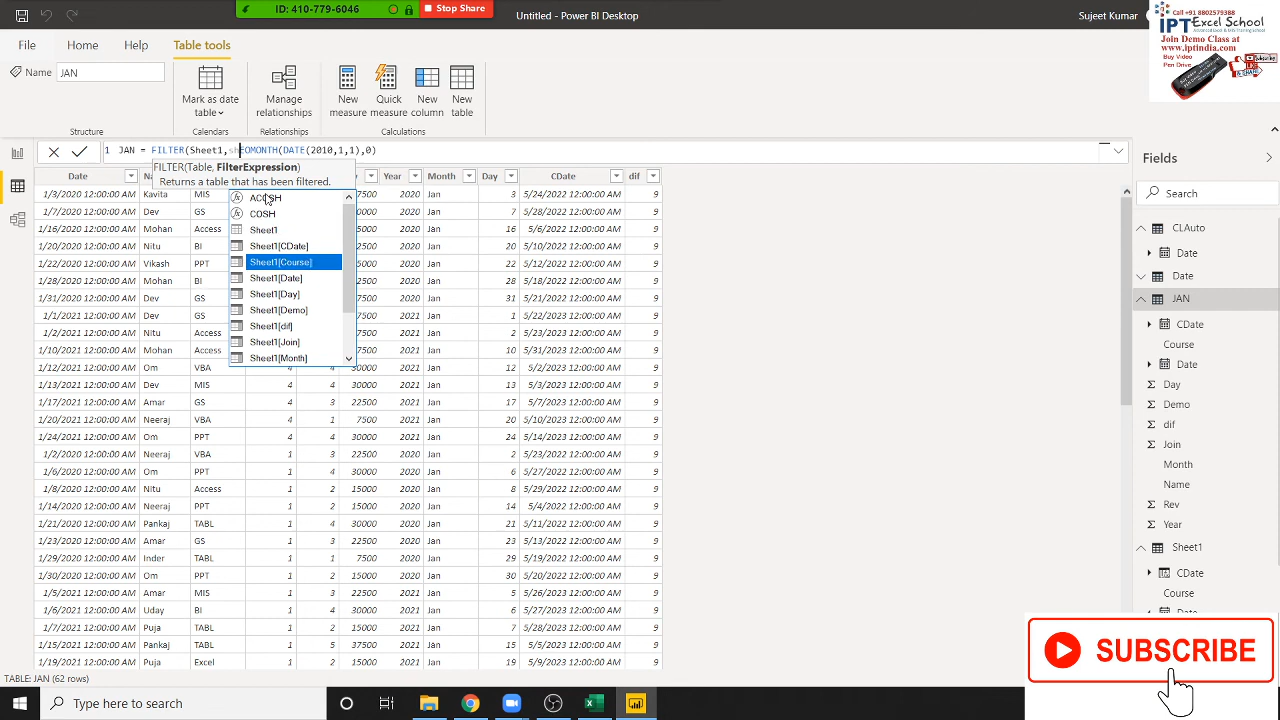 ID: 410-779-6046
Stop Share
Untitled - Power BI Desktop
Sujeet Kumar
Call +91 8802579388
IPT Excel School
Join Demo Class at
www.iptindia.com
Buy Video
Pen Drive
File
Home
Help
Table tools
Name
JAN
Mark as date table
Manage relationships
New measure
Quick measure
New column
New table
Structure
Calendars
Relationships
Calculations
1 JAN = FILTER(Sheet1,shEOMONTH(DATE(2010,1,1),0)
FILTER(Table, FilterExpression)
Returns a table that has been filtered.
ACOSH
COSH
Sheet1
Sheet1[CDate]
Sheet1[Course]
Sheet1[Date]
Sheet1[Day]
Sheet1[Demo]
Sheet1[dif]
Sheet1[Join]
Sheet1[Month]
Date Year Month Day CDate dif
1/3/2020 12:00:00 AM Kavita MIS 7500 2020 Jan 3 5/24/2022 12:00:00 AM 9
1/7/2020 12:00:00 AM Dev GS 2020 Jan 7 5/28/2022 12:00:00 AM 9
1/16/2020 12:00:00 AM Mohan Access 2020 Jan 16 5/6/2022 12:00:00 AM 9
1/20/2020 12:00:00 AM Nitu BI 2020 Jan 20 5/10/2022 12:00:00 AM 9
1/22/2020 12:00:00 AM Vikash PPT 2020 Jan 22 5/12/2022 12:00:00 AM 9
1/28/2020 12:00:00 AM Mohan BI 2020 Jan 28 5/18/2022 12:00:00 AM 9
1/31/2020 12:00:00 AM Dev GS 2020 Jan 31 5/21/2022 12:00:00 AM 9
1/1/2021 12:00:00 AM Dev GS 2021 Jan 1 5/22/2023 12:00:00 AM 9
1/2/2021 12:00:00 AM Nitu Access 2021 Jan 2 5/23/2023 12:00:00 AM 9
1/10/2021 12:00:00 AM Mohan Access 2021 Jan 10 5/31/2023 12:00:00 AM 9
1/12/2021 12:00:00 AM Om VBA 4 4 30000 2021 Jan 12 5/2/2023 12:00:00 AM 9
1/13/2021 12:00:00 AM Dev MIS 4 4 30000 2021 Jan 13 5/3/2023 12:00:00 AM 9
1/17/2021 12:00:00 AM Amar GS 4 3 22500 2021 Jan 17 5/7/2023 12:00:00 AM 9
1/20/2021 12:00:00 AM Neeraj VBA 4 1 7500 2021 Jan 20 5/10/2023 12:00:00 AM 9
1/24/2021 12:00:00 AM Om PPT 4 4 30000 2021 Jan 24 5/14/2023 12:00:00 AM 9
1/2/2020 12:00:00 AM Neeraj VBA 1 3 22500 2020 Jan 2 5/23/2022 12:00:00 AM 9
1/6/2020 12:00:00 AM Om PPT 1 4 30000 2020 Jan 6 5/27/2022 12:00:00 AM 9
1/8/2020 12:00:00 AM Nitu Access 1 2 15000 2020 Jan 8 5/29/2022 12:00:00 AM 9
1/14/2020 12:00:00 AM Neeraj PPT 1 2 15000 2020 Jan 14 5/4/2022 12:00:00 AM 9
1/21/2020 12:00:00 AM Pankaj TABL 1 4 30000 2020 Jan 21 5/11/2022 12:00:00 AM 9
1/23/2020 12:00:00 AM Amar GS 1 3 22500 2020 Jan 23 5/13/2022 12:00:00 AM 9
1/29/2020 12:00:00 AM Inder TABL 1 1 7500 2020 Jan 29 5/19/2022 12:00:00 AM 9
1/30/2020 12:00:00 AM Om PPT 1 2 15000 2020 Jan 30 5/20/2022 12:00:00 AM 9
1/5/2021 12:00:00 AM Amar MIS 1 3 22500 2021 Jan 5 5/26/2023 12:00:00 AM 9
1/6/2021 12:00:00 AM Uday BI 1 4 30000 2021 Jan 6 5/27/2023 12:00:00 AM 9
1/7/2021 12:00:00 AM Puja TABL 1 2 15000 2021 Jan 7 5/28/2023 12:00:00 AM 9
1/15/2021 12:00:00 AM Pankaj TABL 1 5 37500 2021 Jan 15 5/5/2023 12:00:00 AM 9
1/19/2021 12:00:00 AM Puja Excel 1 2 15000 2021 Jan 19 5/9/2023 12:00:00 AM 9
TABLE: JAN (62 rows)
Fields
Search
CLAuto
Date
Date
JAN
CDate
Course
Date
Day
Demo
dif
Join
Month
Name
Rev
Year
Sheet1
CDate
Course
SUBSCRIBE
Type here to search